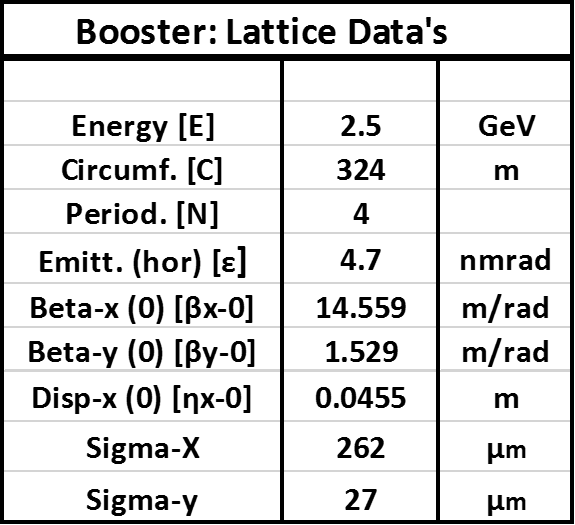 Booster: Lattice Data's
Energy [E] 2.5 GeV
Circumf. [C] 324 m
Period. [N] 4
Emitt. (hor) [ε] 4.7 nmrad
Beta-x (0) [βx-0] 14.559 m/rad
Beta-y (0) [βy-0] 1.529 m/rad
Disp-x (0) [ηx-0] 0.0455 m
Sigma-X 262 μm
Sigma-y 27 μm